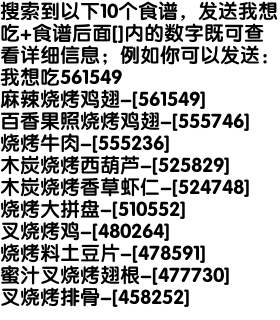 搜索到以下10个食谱，发送我想
吃+食谱后面[]内的数字既可查
看详细信息；例如你可以发送：
我想吃561549
麻辣烧烤鸡翅-[561549]
百香果照烧烤鸡翅-[555746]
烧烤牛肉-[555236]
木炭烧烤西葫芦-[525829]
木炭烧烤香草虾仁-[524748]
烧烤大拼盘-[510552]
叉烧烤鸡-[480264]
烧烤料土豆片-[478591]
蜜汁叉烧烤翅根-[477730]
叉烧烤排骨-[458252]